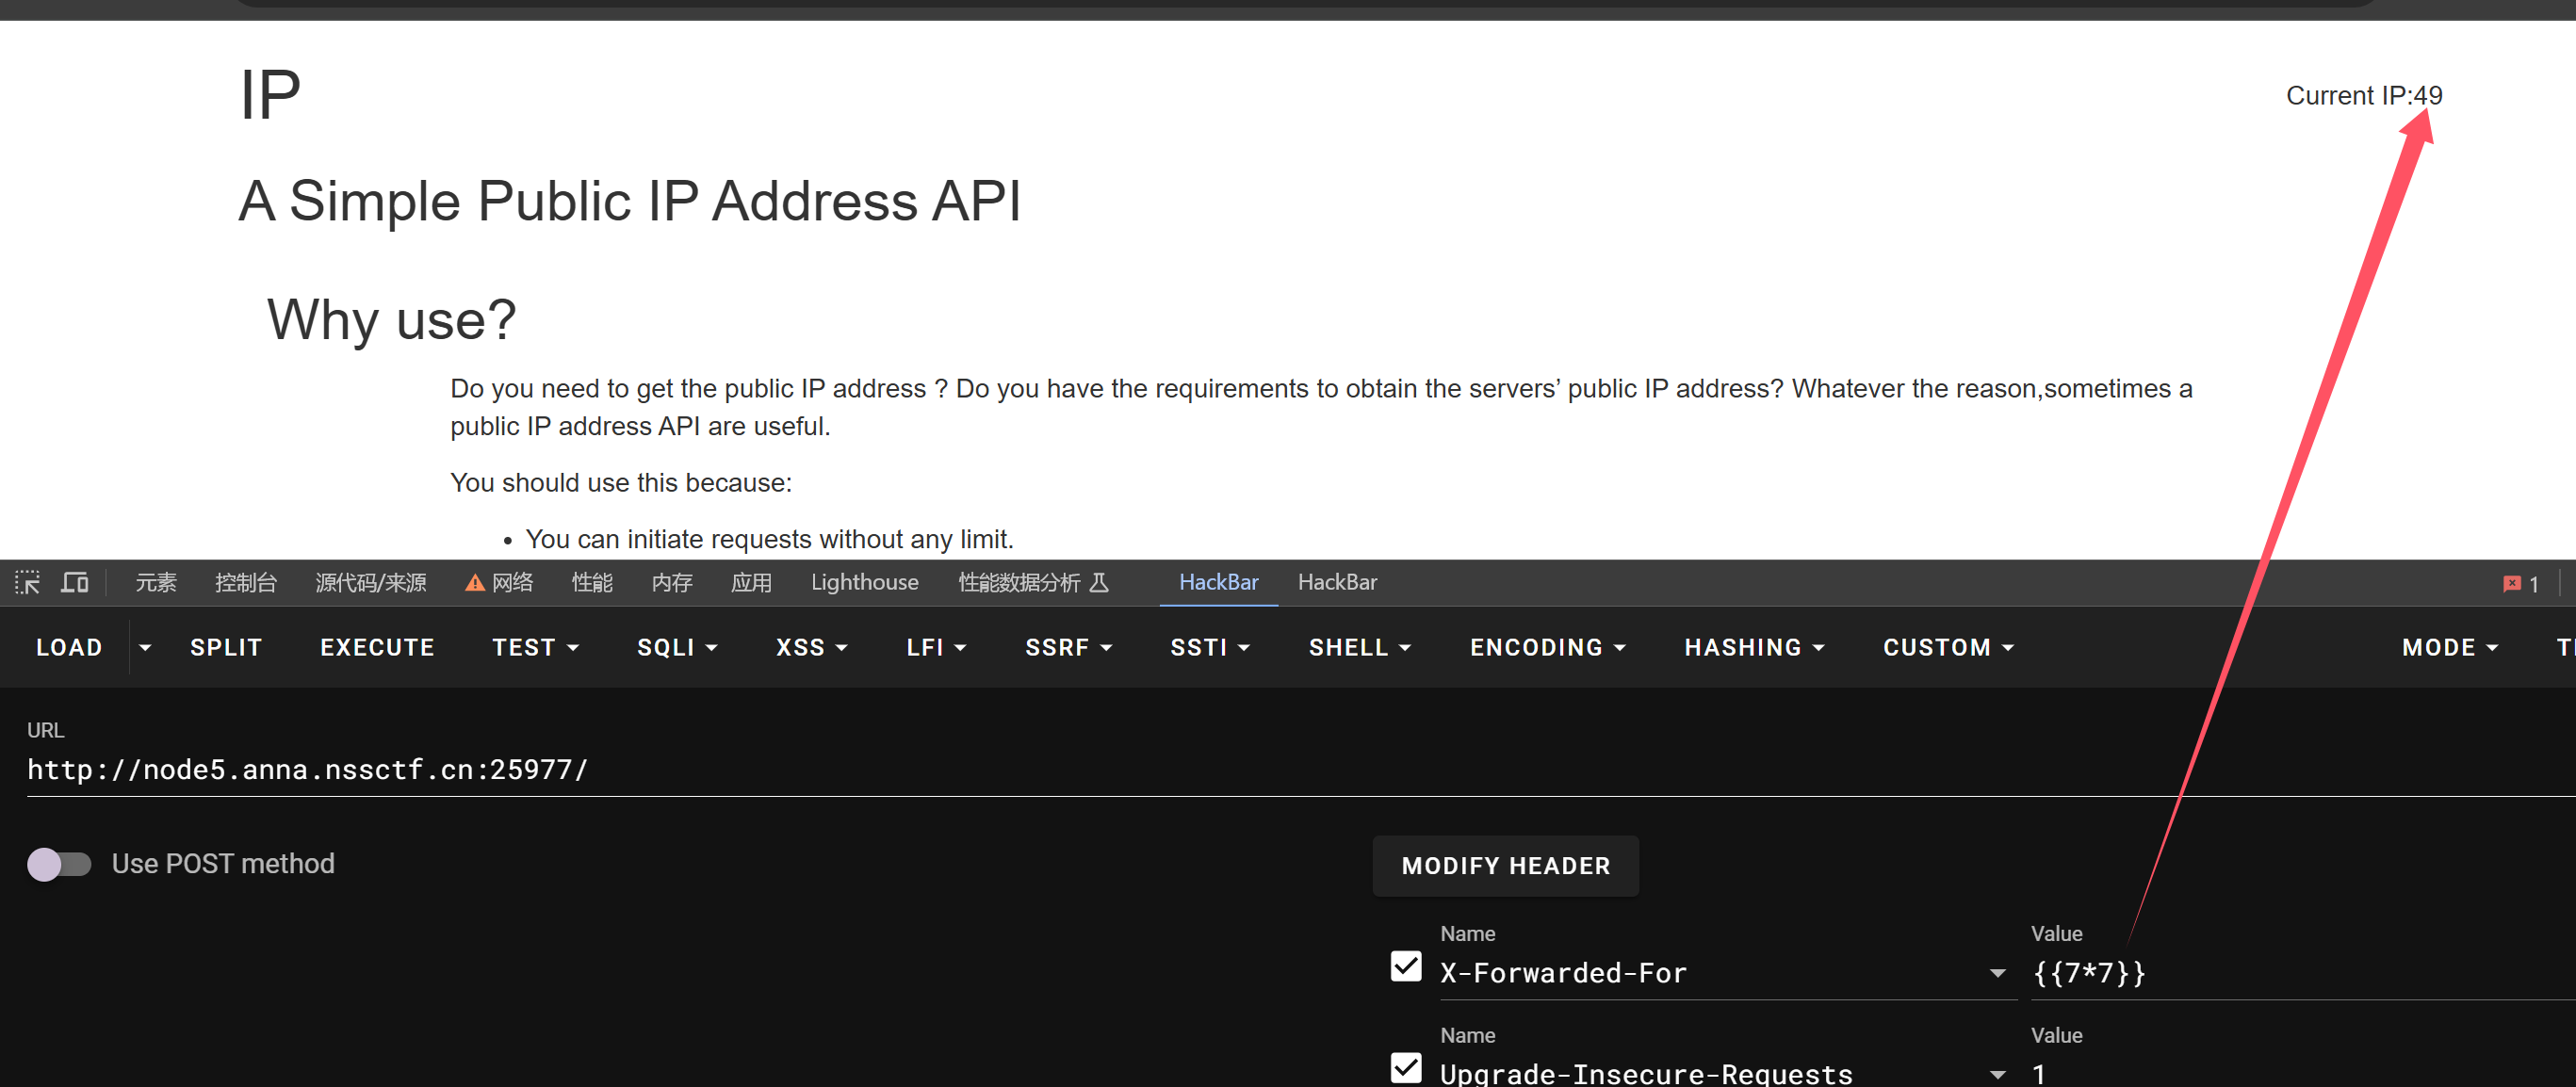 IP
Current IP:49
A Simple Public IP Address API
Why use?
Do you need to get the public IP address ? Do you have the requirements to obtain the servers’ public IP address? Whatever the reason,sometimes a
public IP address API are useful.
You should use this because:
• You can initiate requests without any limit.
元素 控制台 源代码/来源 网络 性能 内存 应用 Lighthouse 性能数据分析 HackBar HackBar 1
LOAD SPLIT EXECUTE TEST SQLI XSS LFI SSRF SSTI SHELL ENCODING HASHING CUSTOM MODE
URL
http://node5.anna.nssctf.cn:25977/
Use POST method
MODIFY HEADER
Name Value
X-Forwarded-For {{7*7}}
Name Value
Upgrade-Insecure-Requests 1